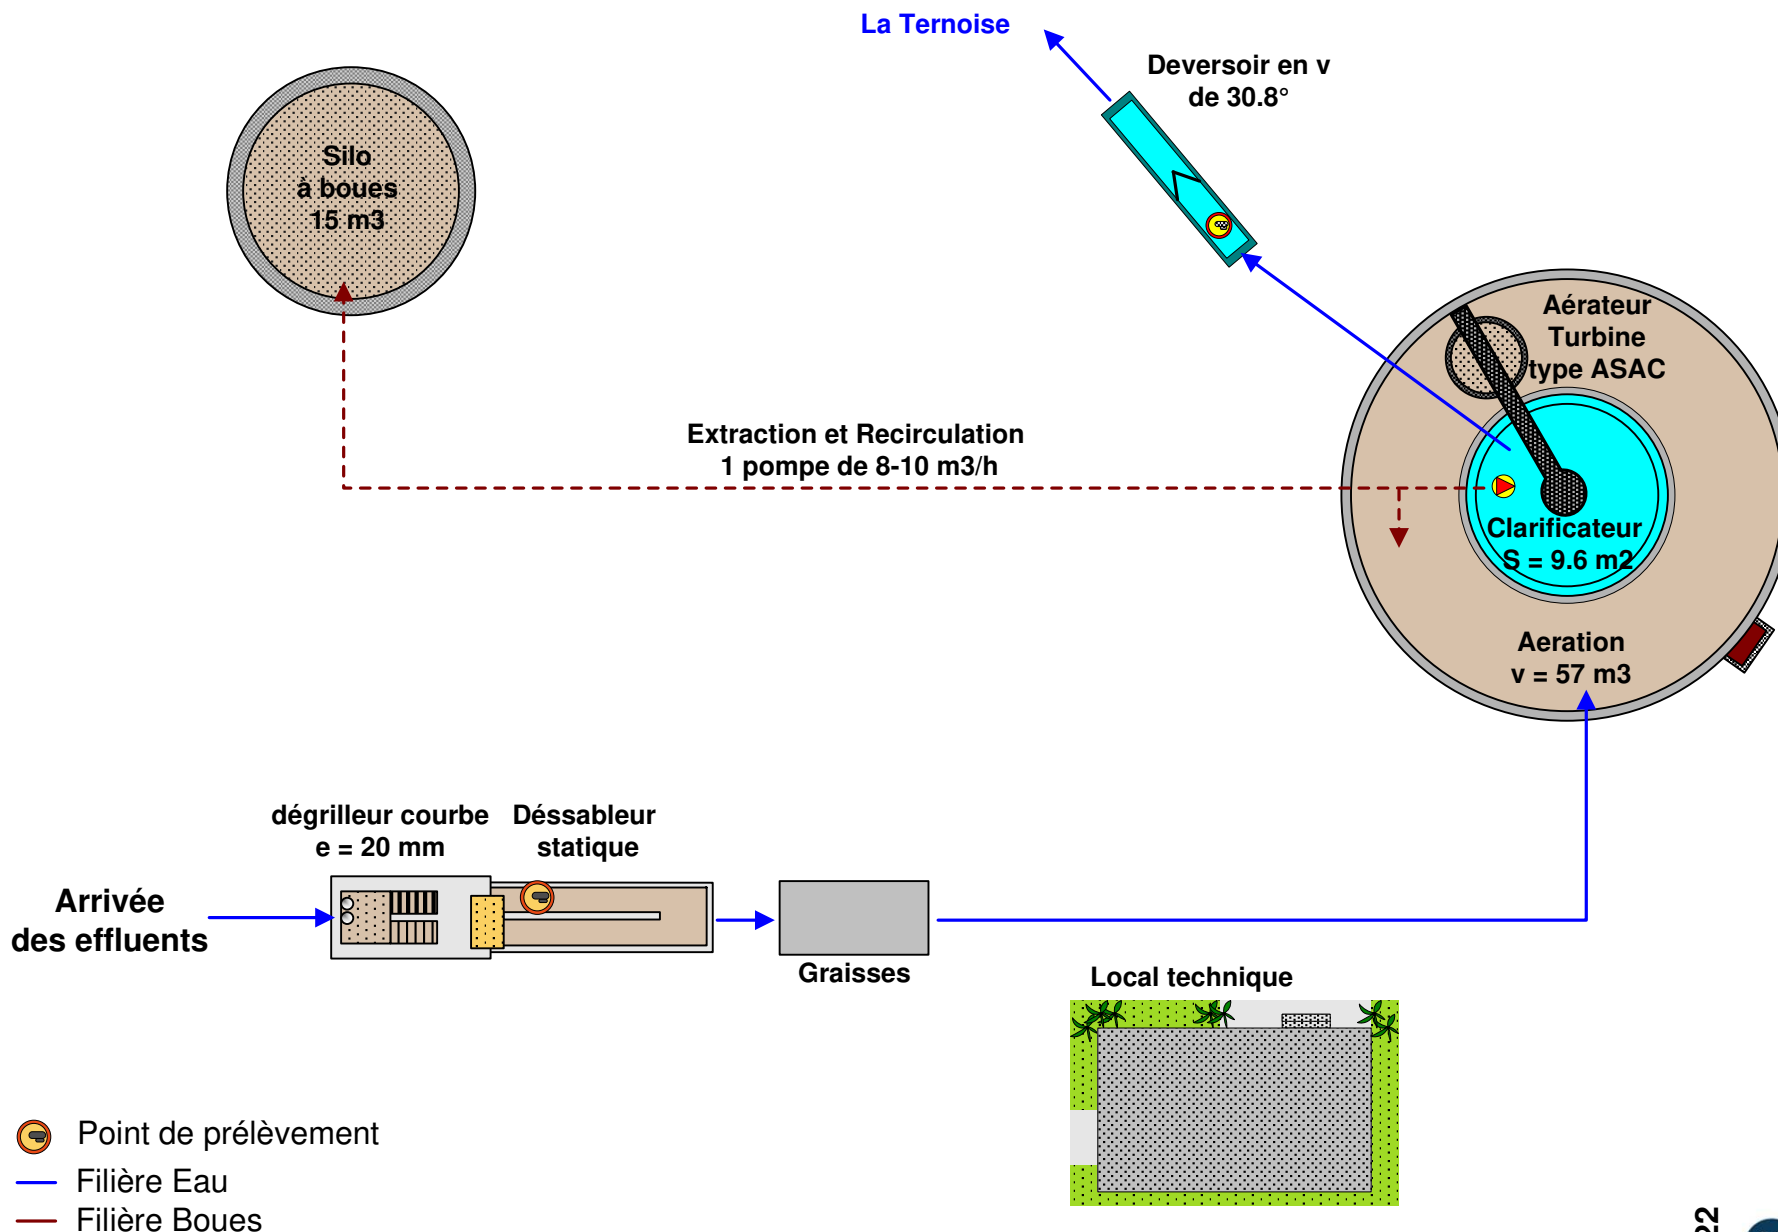 La Ternoise
Deversoir en v
de 30.8°
Silo
à boues
15 m3
Aérateur
Turbine
type ASAC
Extraction et Recirculation
1 pompe de 8-10 m3/h
Clarificateur
S = 9.6 m2
Aeration
v = 57 m3
dégrilleur courbe
e = 20 mm
Déssableur
statique
Arrivée
des effluents
Graisses
Local technique
Point de prélèvement
Filière Eau
Filière Boues